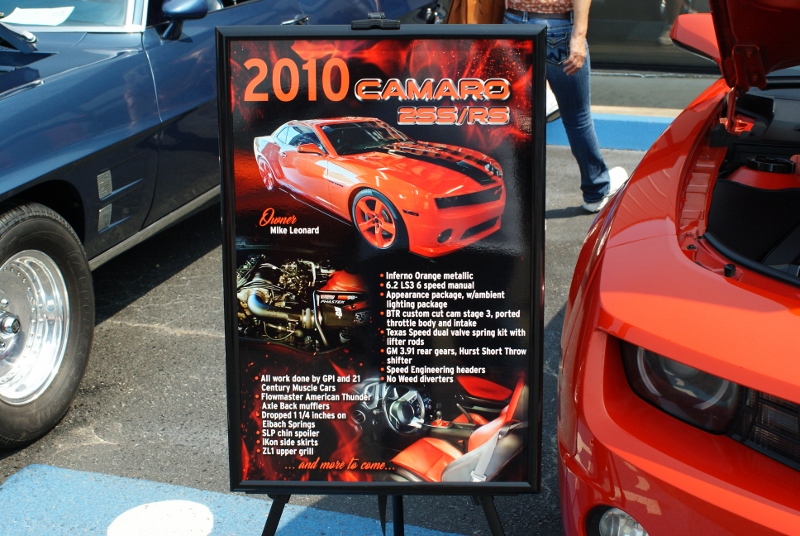 2010 CAMARO
2SS/RS
Owner
Mike Leonard
• Inferno Orange metallic
• 6.2 LS3 6 speed manual
• Appearance package, w/ambient
lighting package
• BTR custom cut cam stage 3, ported
throttle body and intake
• Texas Speed dual valve spring kit with
lifter rods
• GM 3.91 rear gears, Hurst Short Throw
shifter
• Speed Engineering headers
• No Weed diverters
• All work done by GPI and 21
Century Muscle Cars
• Flowmaster American Thunder
Axle Back mufflers
• Dropped 1 1/4 inches on
Eibach Springs
• SLP chin spoiler
• iKon side skirts
• ZL1 upper grill
... and more to come...